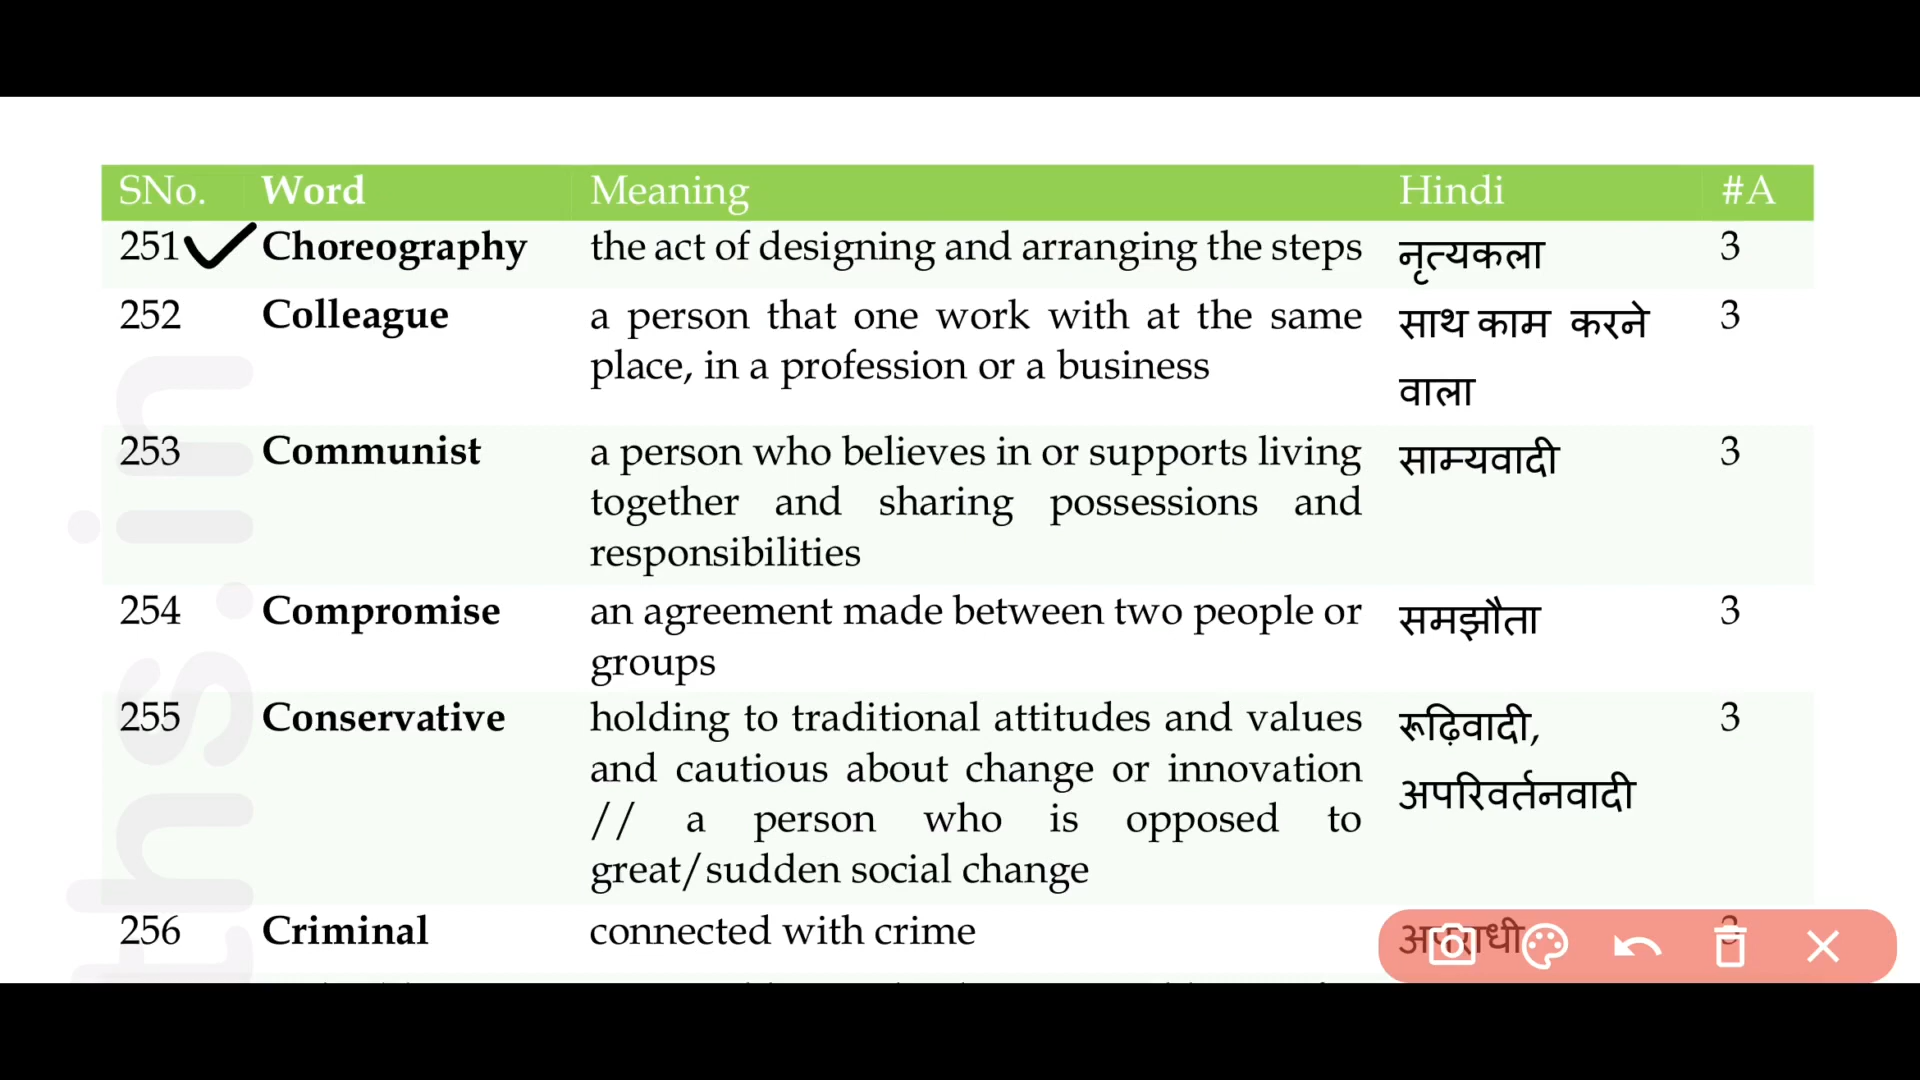 SNo. Word Meaning Hindi #A
251 Choreography the act of designing and arranging the steps नृत्यकला 3
252 Colleague a person that one work with at the same साथ काम करने 3
place, in a profession or a business
वाला
253 Communist a person who believes in or supports living साम्यवादी 3
together and sharing possessions and
responsibilities
254 Compromise an agreement made between two people or समझौता 3
groups
255 Conservative holding to traditional attitudes and values रूढ़िवादी, 3
and cautious about change or innovation अपरिवर्तनवादी
// a person who is opposed to
great/sudden social change
256 Criminal connected with crime अपराधी 3
hs.in